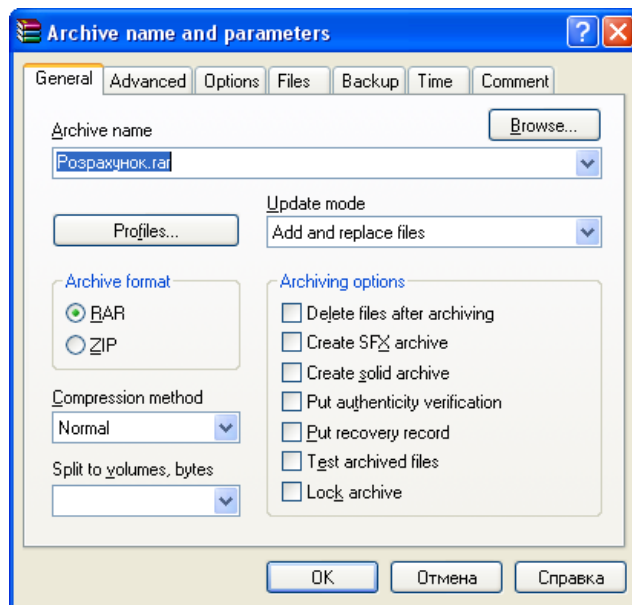 Archive name and parameters
General Advanced Options Files Backup Time Comment
Archive name
Browse...
Розрахунок.rar
Update mode
Profiles...
Add and replace files
Archive format
RAR
ZIP
Compression method
Normal
Split to volumes, bytes
Archiving options
Delete files after archiving
Create SFX archive
Create solid archive
Put authenticity verification
Put recovery record
Test archived files
Lock archive
OK Отмена Справка